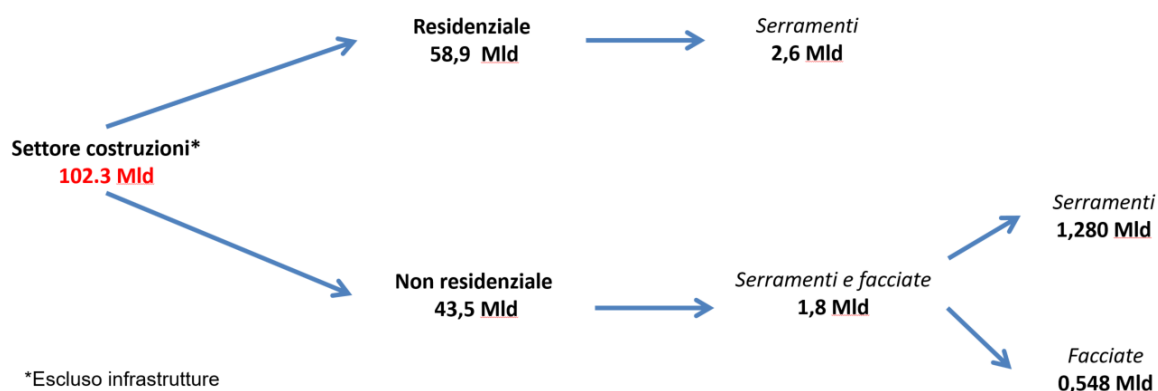 Residenziale
58,9 Mld
Serramenti
2,6 Mld
Settore costruzioni*
102.3 Mld
Serramenti
1,280 Mld
Non residenziale
43,5 Mld
Serramenti e facciate
1,8 Mld
Facciate
0,548 Mld
*Escluso infrastrutture